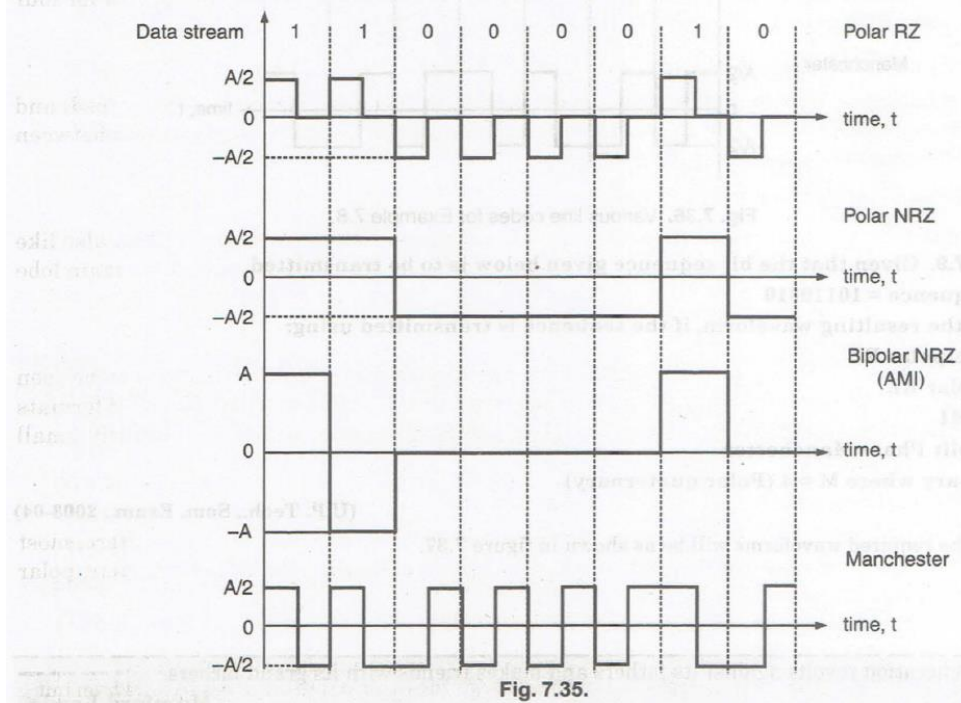 Data stream 1 1 0 0 0 0 1 0 Polar RZ
A/2
0 time, t
–A/2
Polar NRZ
A/2
0 time, t
–A/2
Bipolar NRZ
(AMI)
A
0 time, t
–A
Manchester
A/2
0 time, t
–A/2
Fig. 7.35.